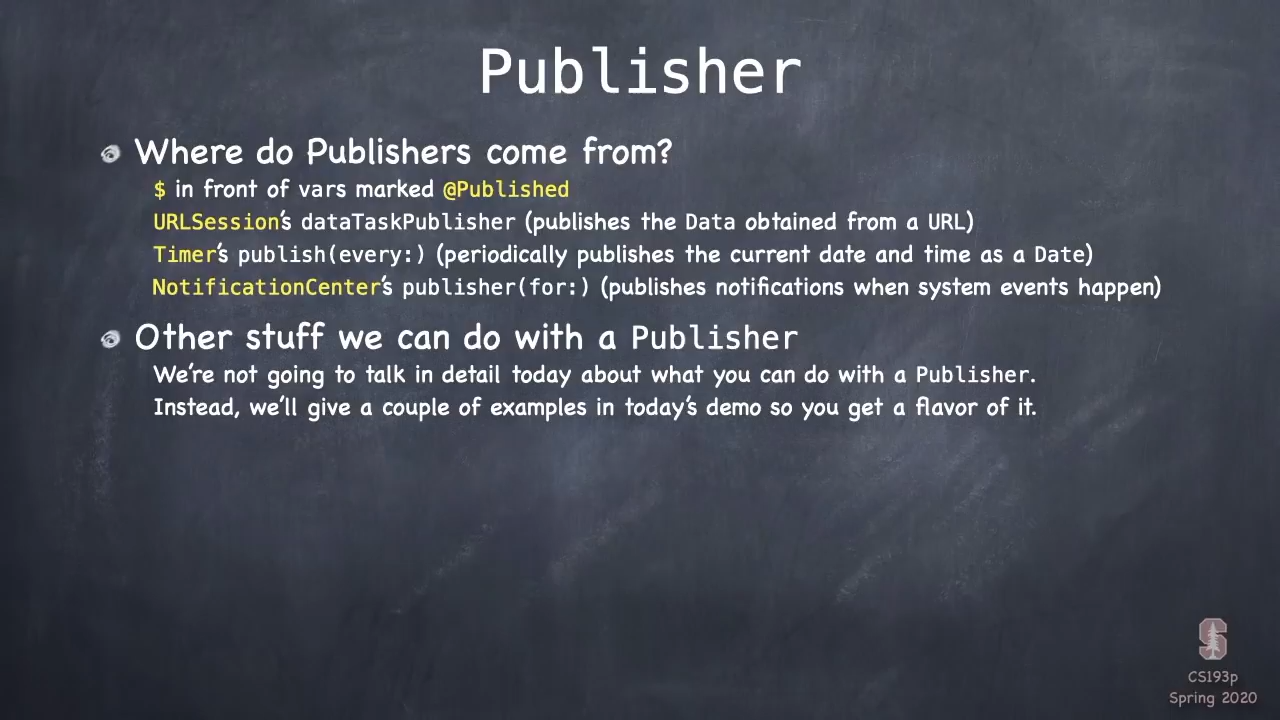 Publisher
Where do Publishers come from?
$ in front of vars marked @Published
URLSession's dataTaskPublisher (publishes the Data obtained from a URL)
Timer's publish(every:) (periodically publishes the current date and time as a Date)
NotificationCenter's publisher(for:) (publishes notifications when system events happen)
Other stuff we can do with a Publisher
We're not going to talk in detail today about what you can do with a Publisher.
Instead, we'll give a couple of examples in today's demo so you get a flavor of it.
S
CS193p
Spring 2020